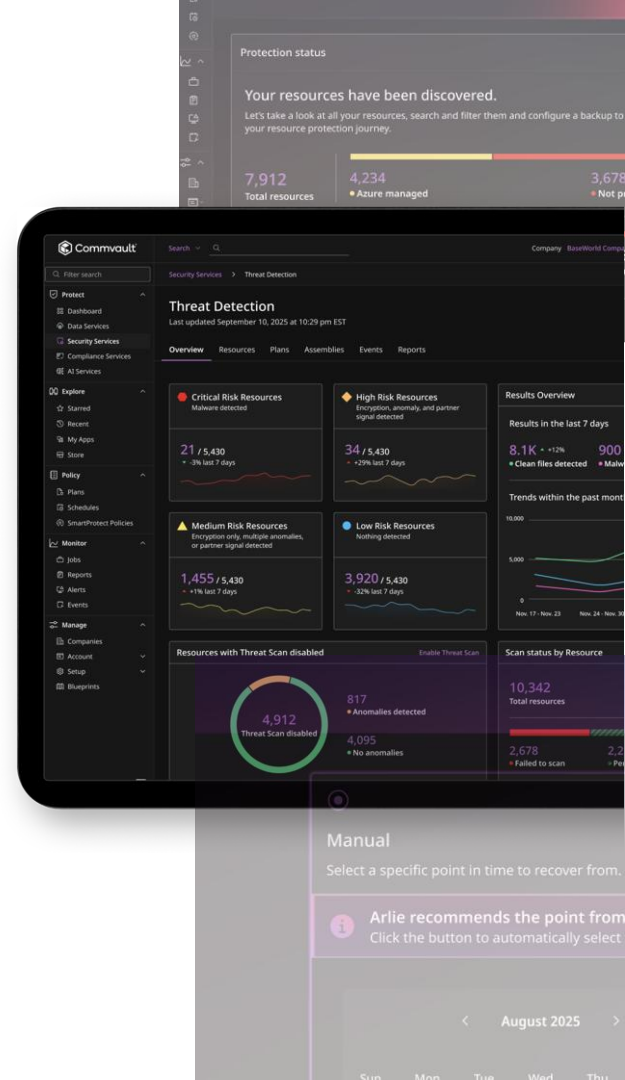 Protection status
Your resources have been discovered.
Let's take a look at all your resources, search and filter them and configure a backup to
your resource protection journey.
7,912
Total resources
4,234
Azure managed
3,678
Not
Commvault
Search
Company BaseWorld
Filter search
Security Services > Threat Detection
Protect
Dashboard
Data Services
Security Services
Compliance Services
AI Services
Explore
Starred
Recent
My Apps
Store
Policy
Plans
Schedules
SmartProtect Policies
Monitor
Jobs
Reports
Alerts
Events
Manage
Companies
Account
Setup
Blueprints
Threat Detection
Last updated September 10, 2025 at 10:29 pm EST
Overview Resources Plans Assemblies Events Reports
Critical Risk Resources
Malware detected
21 / 5,430
-3% last 7 days
High Risk Resources
Encryption, anomaly, and partner
signal detected
34 / 5,430
+29% last 7 days
Medium Risk Resources
Encryption only, multiple anomalies,
or partner signal detected
1,455 / 5,430
+1% last 7 days
Low Risk Resources
Nothing detected
3,920 / 5,430
-32% last 7 days
Results Overview
Results in the last 7 days
8.1K +12%
Clean files detected
900
Trends within the past
10,000
5,000
0
Nov. 17 - Nov. 23 Nov. 24 - Nov. 30
Resources with Threat Scan disabled
Enable Threat Scan
4,912
Threat Scan disabled
817
Anomalies detected
4,095
No anomalies
Scan status by Resource
10,342
Total resources
2,678
Failed to scan
Manual
Select a specific point in time to recover from.
Arlie recommends the point from
Click the button to automatically select
< August 2025 >
Sun Mon Tue Wed Thu